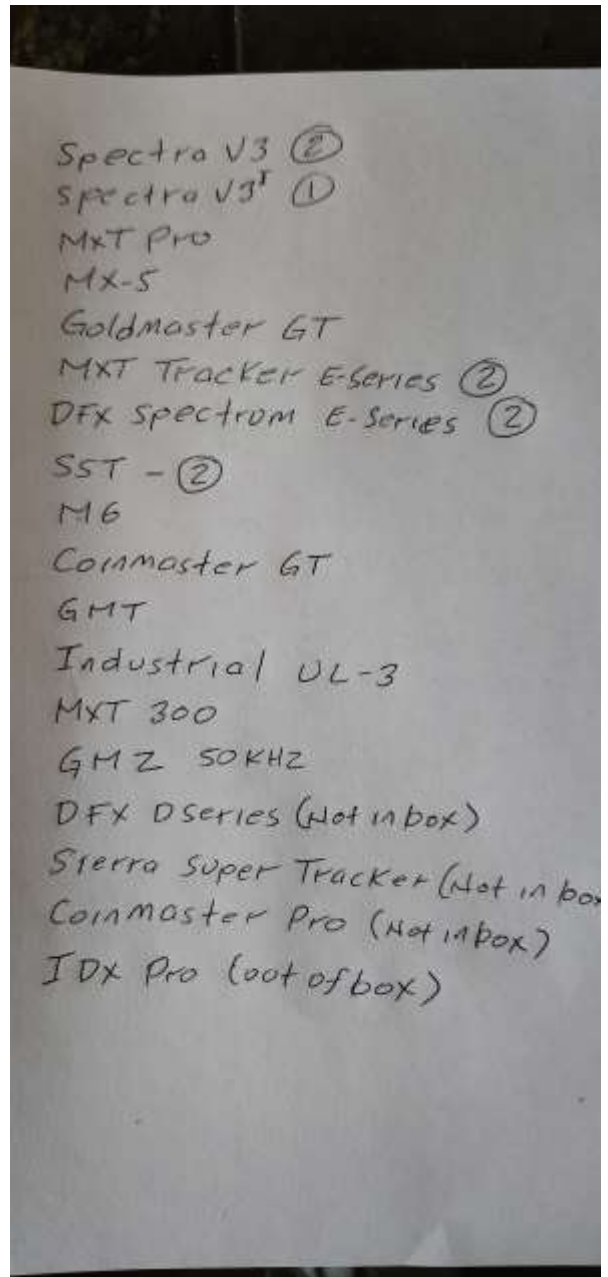 Spectra V3 ②
Spectra V3ᴵ ①
MXT Pro
MX-5
Goldmaster GT
MXT Tracker E-Series ②
DFX Spectrum E-Series ②
SST - ②
M6
Coinmaster GT
GMT
Industrial UL-3
MXT 300
GMZ 50KHZ
DFX D series (Not in box)
Sierra Super Tracker (Not in box
Coinmaster Pro (Not in box)
IDX Pro (out of box)